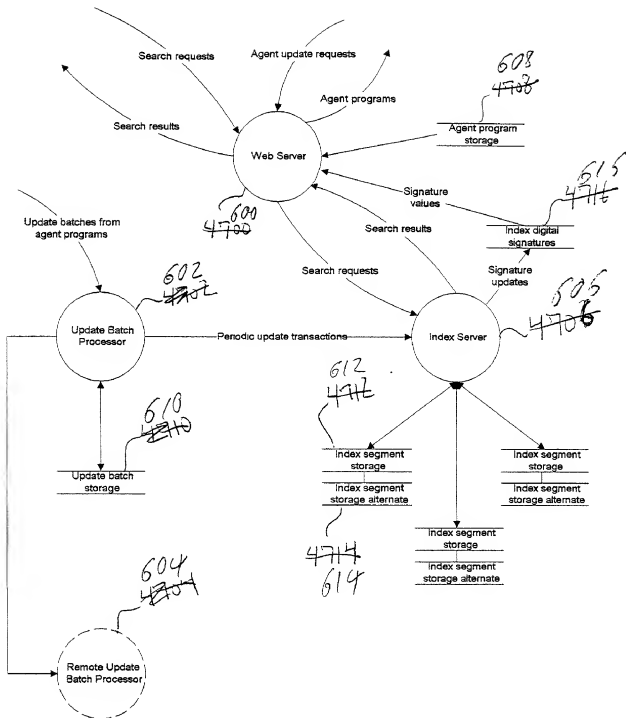 Search requests
Agent update requests
Agent programs
608
4708
Search results
Agent program
storage
Web Server
616
4716
600
4700
Signature
values
Update batches from
agent programs
Search results
Index digital
signatures
602
4702
Search requests
Signature
updates
606
4706
Update Batch
Processor
Periodic update transactions
Index Server
612
4712
610
4710
Update batch
storage
Index segment
storage
Index segment
storage alternate
Index segment
storage
Index segment
storage alternate
4714
614
Index segment
storage
Index segment
storage alternate
604
4704
Remote Update
Batch Processor